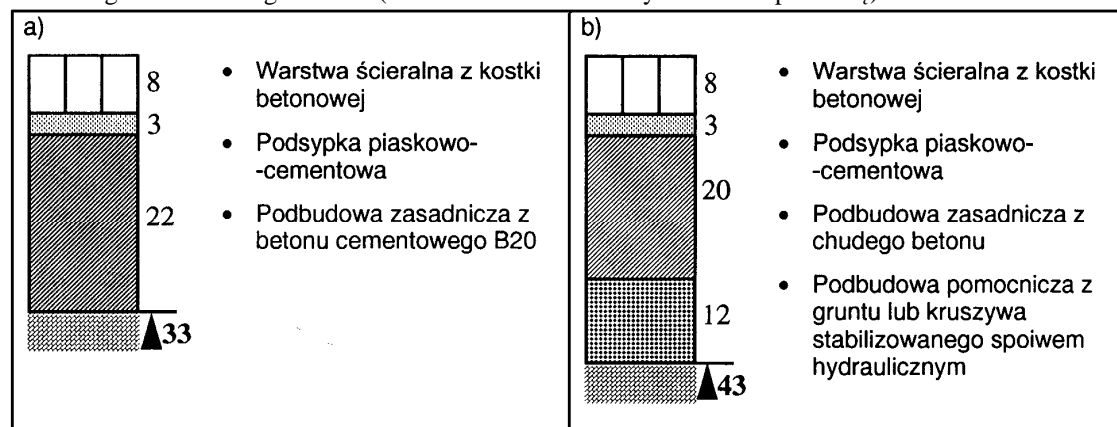 a)
8
3
22
33
• Warstwa ścieralna z kostki
betonowej
• Podsypka piaskowo-
-cementowa
• Podbudowa zasadnicza z
betonu cementowego B20
b)
8
3
20
12
43
• Warstwa ścieralna z kostki
betonowej
• Podsypka piaskowo-
-cementowa
• Podbudowa zasadnicza z
chudego betonu
• Podbudowa pomocnicza z
gruntu lub kruszywa
stabilizowanego spoiwem
hydraulicznym